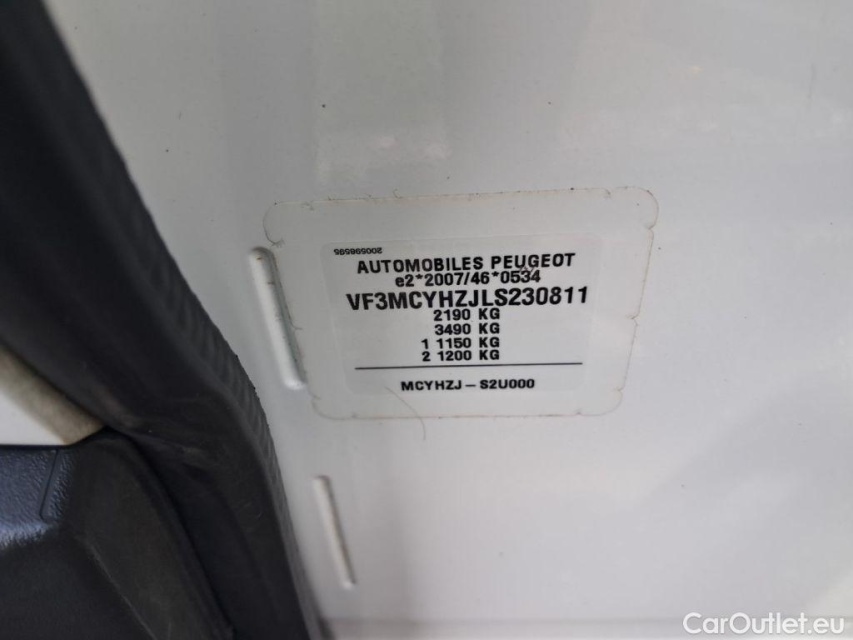 200596595
AUTOMOBILES PEUGEOT
e2*2007/46*0534
VF3MCYHZJLS230811
2190 KG
3490 KG
1 1150 KG
2 1200 KG
MCYHZJ – S2U000
CarOutlet.eu